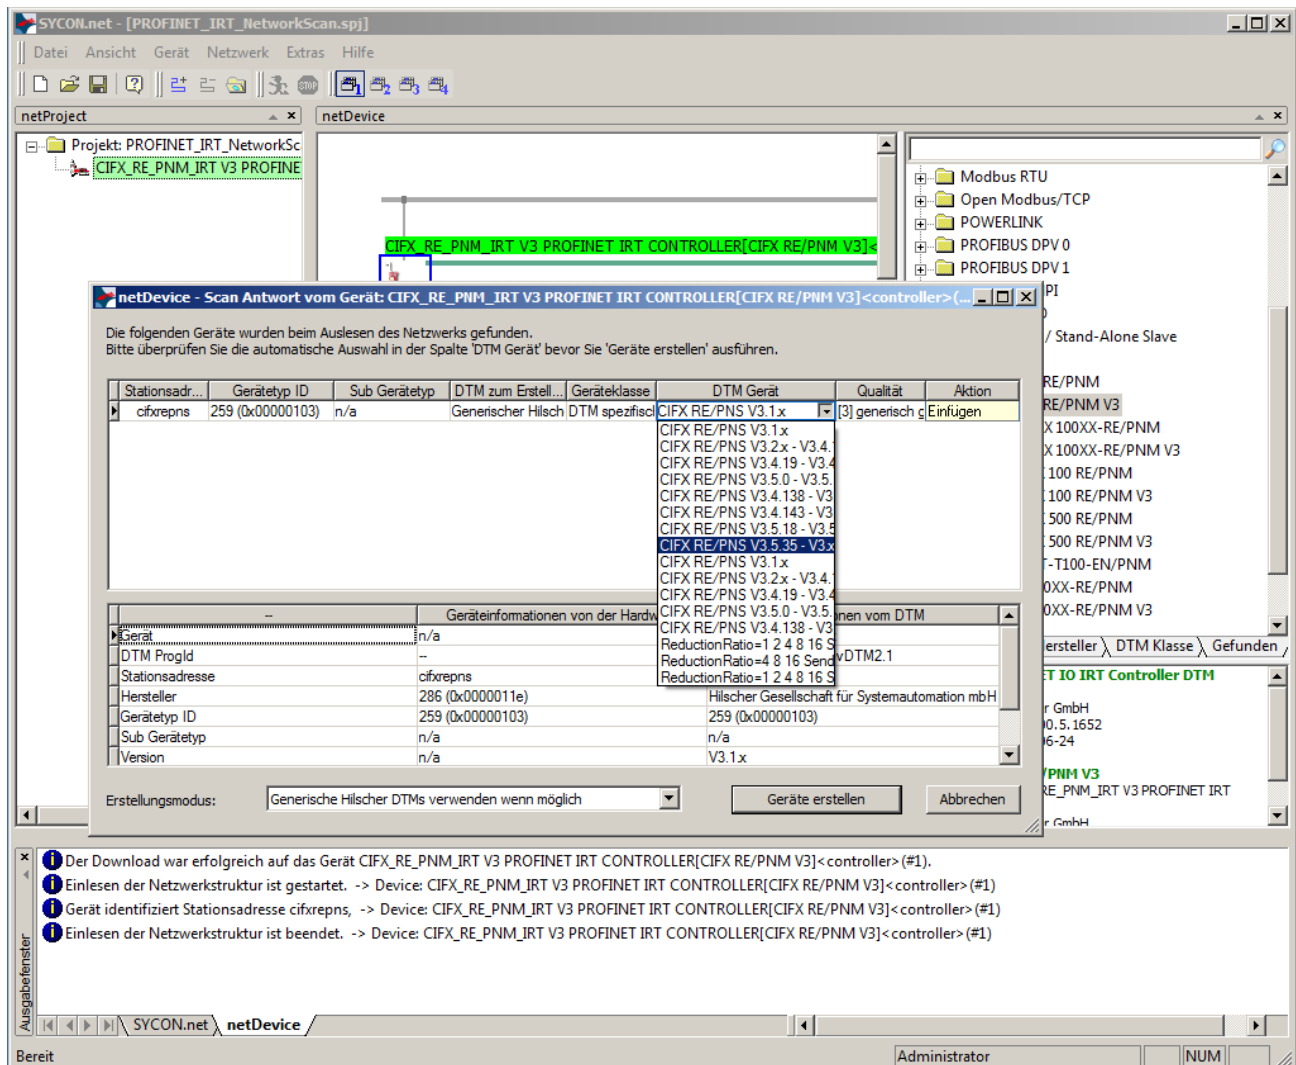 SYCON.net - [PROFINET_IRT_NetworkScan.spj]
Datei Ansicht Gerät Netzwerk Extras Hilfe
netProject
netDevice
Projekt: PROFINET_IRT_NetworkSc
CIFX_RE_PNM_IRT V3 PROFINE
CIFX_RE_PNM_IRT V3 PROFINET IRT CONTROLLER[CIFX RE/PNM V3]<
Modbus RTU
Open Modbus/TCP
POWERLINK
PROFIBUS DPV0
PROFIBUS DPV1
PI
/ Stand-Alone Slave
RE/PNM
RE/PNM V3
X 100XX-RE/PNM
X 100XX-RE/PNM V3
100 RE/PNM
100 RE/PNM V3
500 RE/PNM
500 RE/PNM V3
T-T100-EN/PNM
0XX-RE/PNM
0XX-RE/PNM V3
ersteller DTM Klasse Gefunden
ET IO IRT Controller DTM
r GmbH
0.5.1652
06-24
/PNM V3
RE_PNM_IRT V3 PROFINET IRT
r GmbH
netDevice - Scan Antwort vom Gerät: CIFX_RE_PNM_IRT V3 PROFINET IRT CONTROLLER[CIFX RE/PNM V3]<controller>(...
Die folgenden Geräte wurden beim Auslesen des Netzwerks gefunden.
Bitte überprüfen Sie die automatische Auswahl in der Spalte 'DTM Gerät' bevor Sie 'Geräte erstellen' ausführen.
Stationsadr... Gerätetyp ID Sub Gerätetyp DTM zum Erstell... Geräteklasse DTM Gerät Qualität Aktion
cifxrepns 259 (0x00000103) n/a Generischer Hilsch DTM spezifiscl CIFX RE/PNS V3.1.x [3] generisch g Einfügen
CIFX RE/PNS V3.1.x
CIFX RE/PNS V3.2.x - V3.4.
CIFX RE/PNS V3.4.19 - V3.4
CIFX RE/PNS V3.5.0 - V3.5.
CIFX RE/PNS V3.4.138 - V3
CIFX RE/PNS V3.4.143 - V3
CIFX RE/PNS V3.5.18 - V3.5
CIFX RE/PNS V3.5.35 - V3.x
CIFX RE/PNS V3.1.x
CIFX RE/PNS V3.2.x - V3.4.
CIFX RE/PNS V3.4.19 - V3.4
CIFX RE/PNS V3.5.0 - V3.5.
CIFX RE/PNS V3.4.138 - V3
ReductionRatio=1 2 4 8 16 S
ReductionRatio=4 8 16 Send
ReductionRatio=1 2 4 8 16 S
-- Geräteinformationen von der Hardw onen vom DTM
Gerät n/a
DTM ProgId -- vDTM2.1
Stationsadresse cifxrepns
Hersteller 286 (0x0000011e) Hilscher Gesellschaft für Systemautomation mbH
Gerätetyp ID 259 (0x00000103) 259 (0x00000103)
Sub Gerätetyp n/a n/a
Version n/a V3.1.x
Erstellungsmodus: Generische Hilscher DTMs verwenden wenn möglich Geräte erstellen Abbrechen
Der Download war erfolgreich auf das Gerät CIFX_RE_PNM_IRT V3 PROFINET IRT CONTROLLER[CIFX RE/PNM V3]<controller>(#1).
Einlesen der Netzwerkstruktur ist gestartet. -> Device: CIFX_RE_PNM_IRT V3 PROFINET IRT CONTROLLER[CIFX RE/PNM V3]<controller>(#1)
Gerät identifiziert Stationsadresse cifxrepns, -> Device: CIFX_RE_PNM_IRT V3 PROFINET IRT CONTROLLER[CIFX RE/PNM V3]<controller>(#1)
Einlesen der Netzwerkstruktur ist beendet. -> Device: CIFX_RE_PNM_IRT V3 PROFINET IRT CONTROLLER[CIFX RE/PNM V3]<controller>(#1)
Ausgabefenster
SYCON.net netDevice
Bereit Administrator NUM